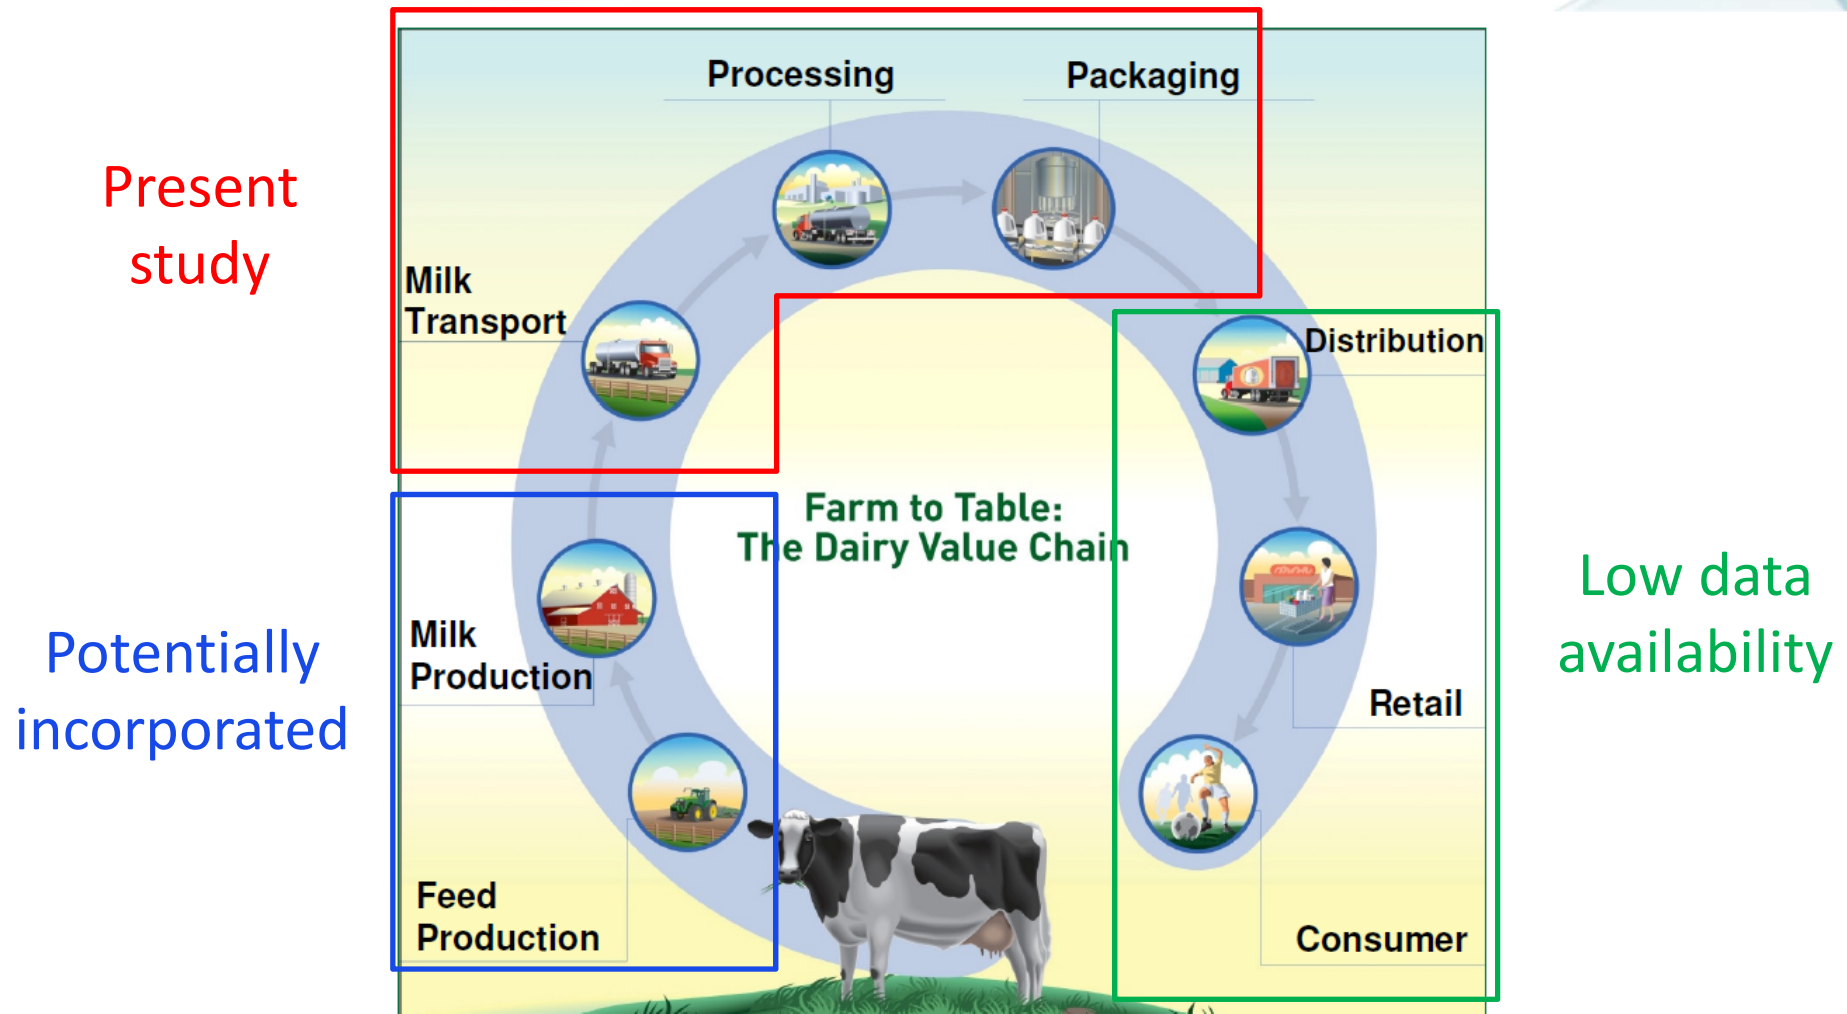 Processing
Packaging
Present
study
Milk
Transport
Distribution
Farm to Table:
The Dairy Value Chain
Low data
availability
Potentially
incorporated
Milk
Production
Retail
Feed
Production
Consumer